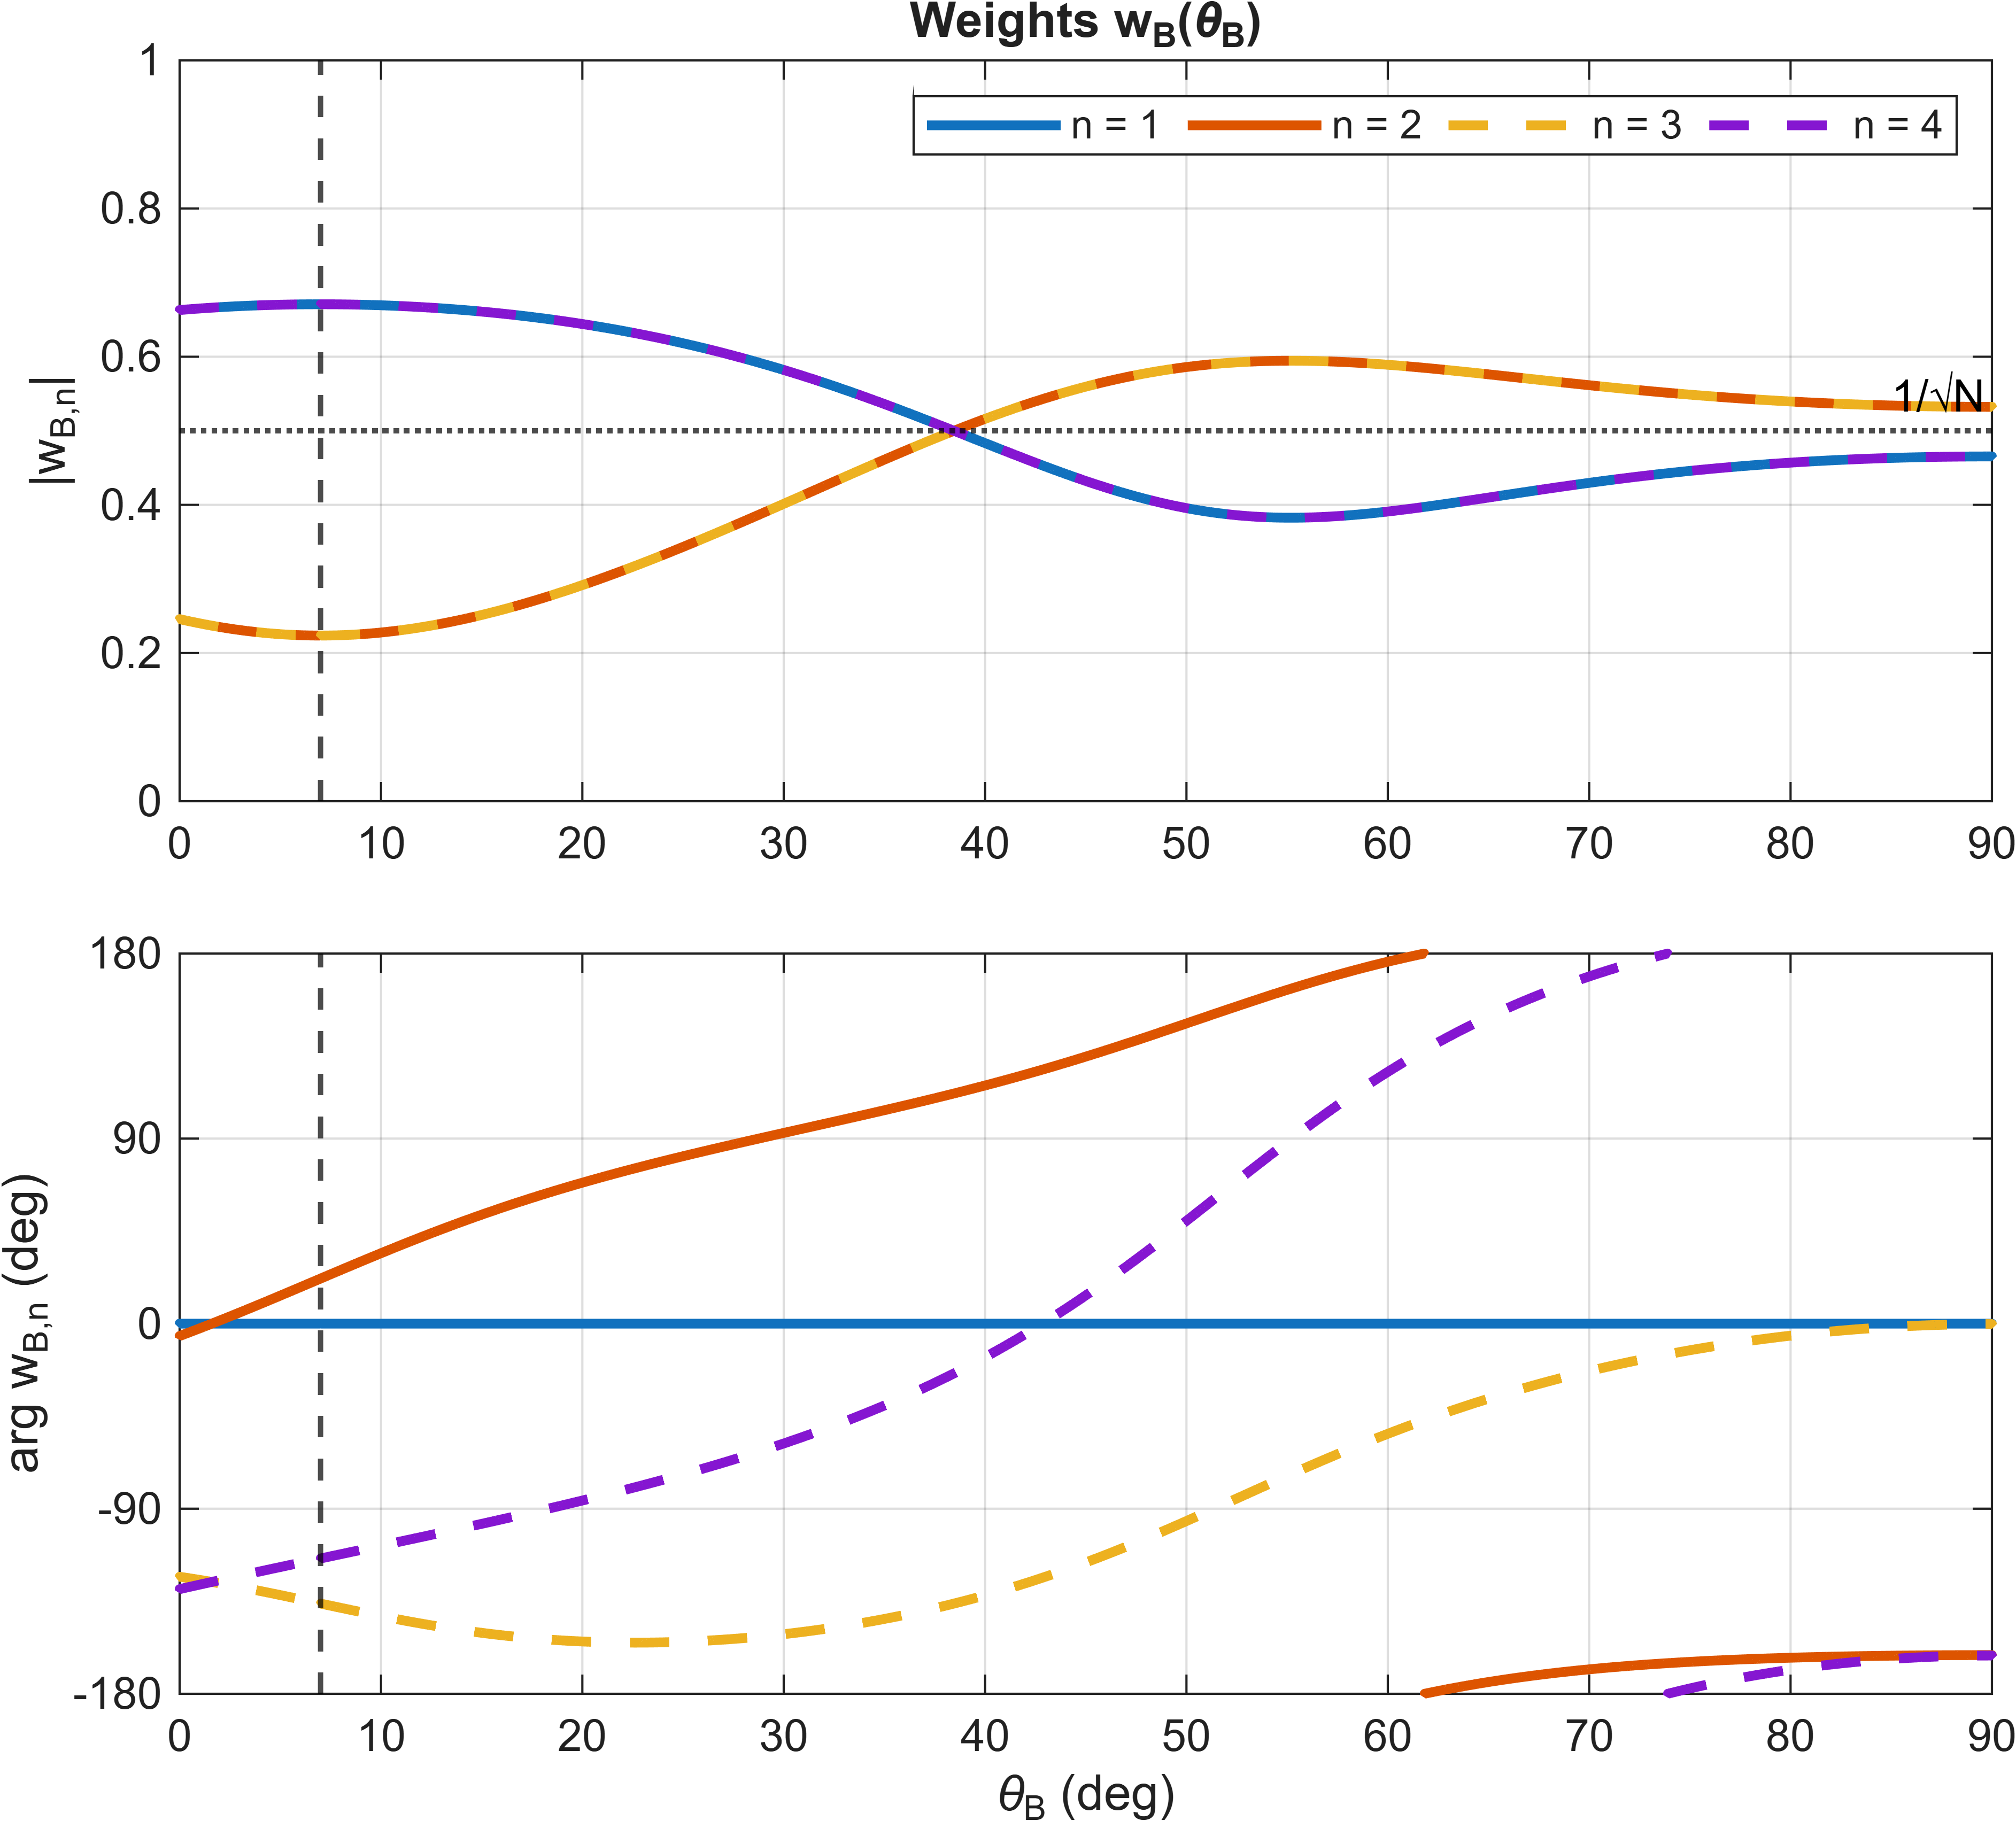 Weights w_B(θ_B)
1
n = 1 n = 2 n = 3 n = 4
0.8
0.6
1/√N
|w_B,n|
0.4
0.2
0
0 10 20 30 40 50 60 70 80 90
180
90
arg w_B,n (deg)
0
-90
-180
0 10 20 30 40 50 60 70 80 90
θ_B (deg)